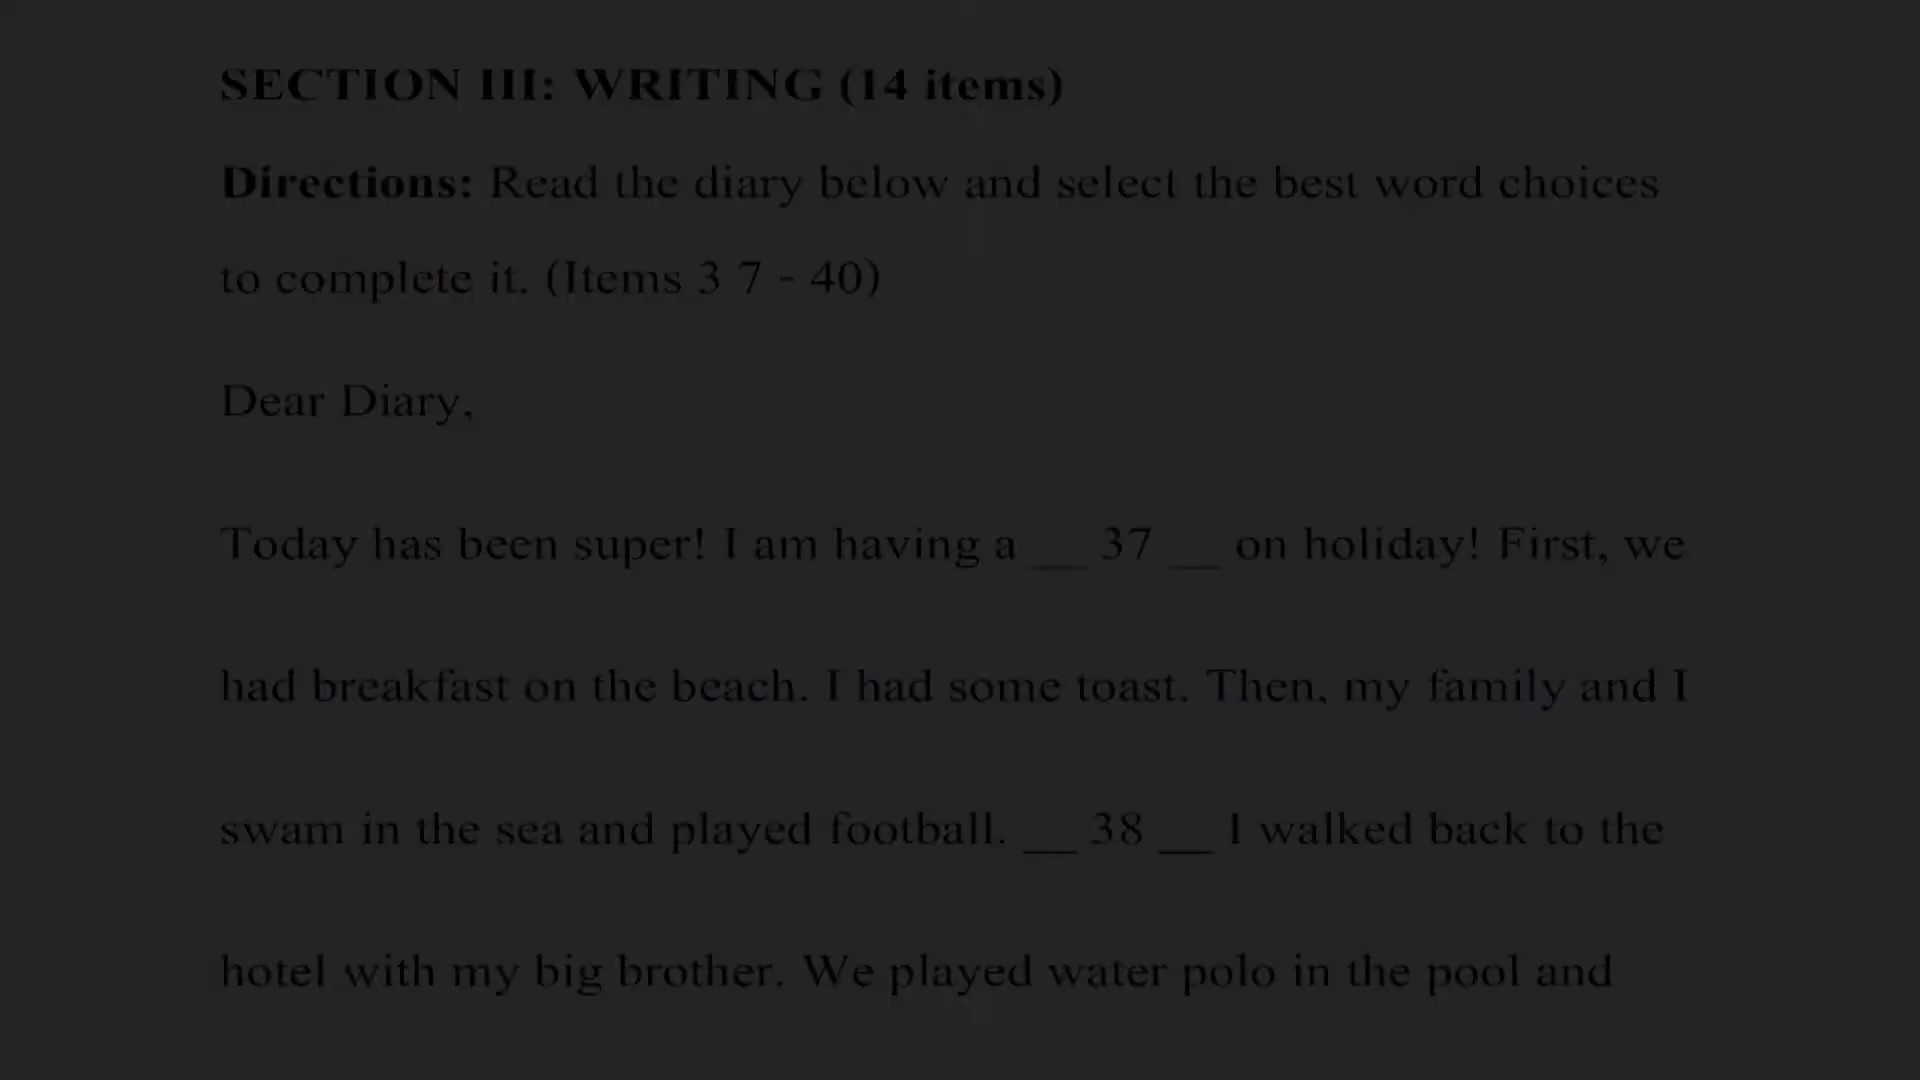 SECTION III: WRITING (14 items)
Directions: Read the diary below and select the best word choices
to complete it. (Items 3 7 - 40)
Dear Diary,
Today has been super! I am having a __ 37 __ on holiday! First, we
had breakfast on the beach. I had some toast. Then, my family and I
swam in the sea and played football. __ 38 __ I walked back to the
hotel with my big brother. We played water polo in the pool and